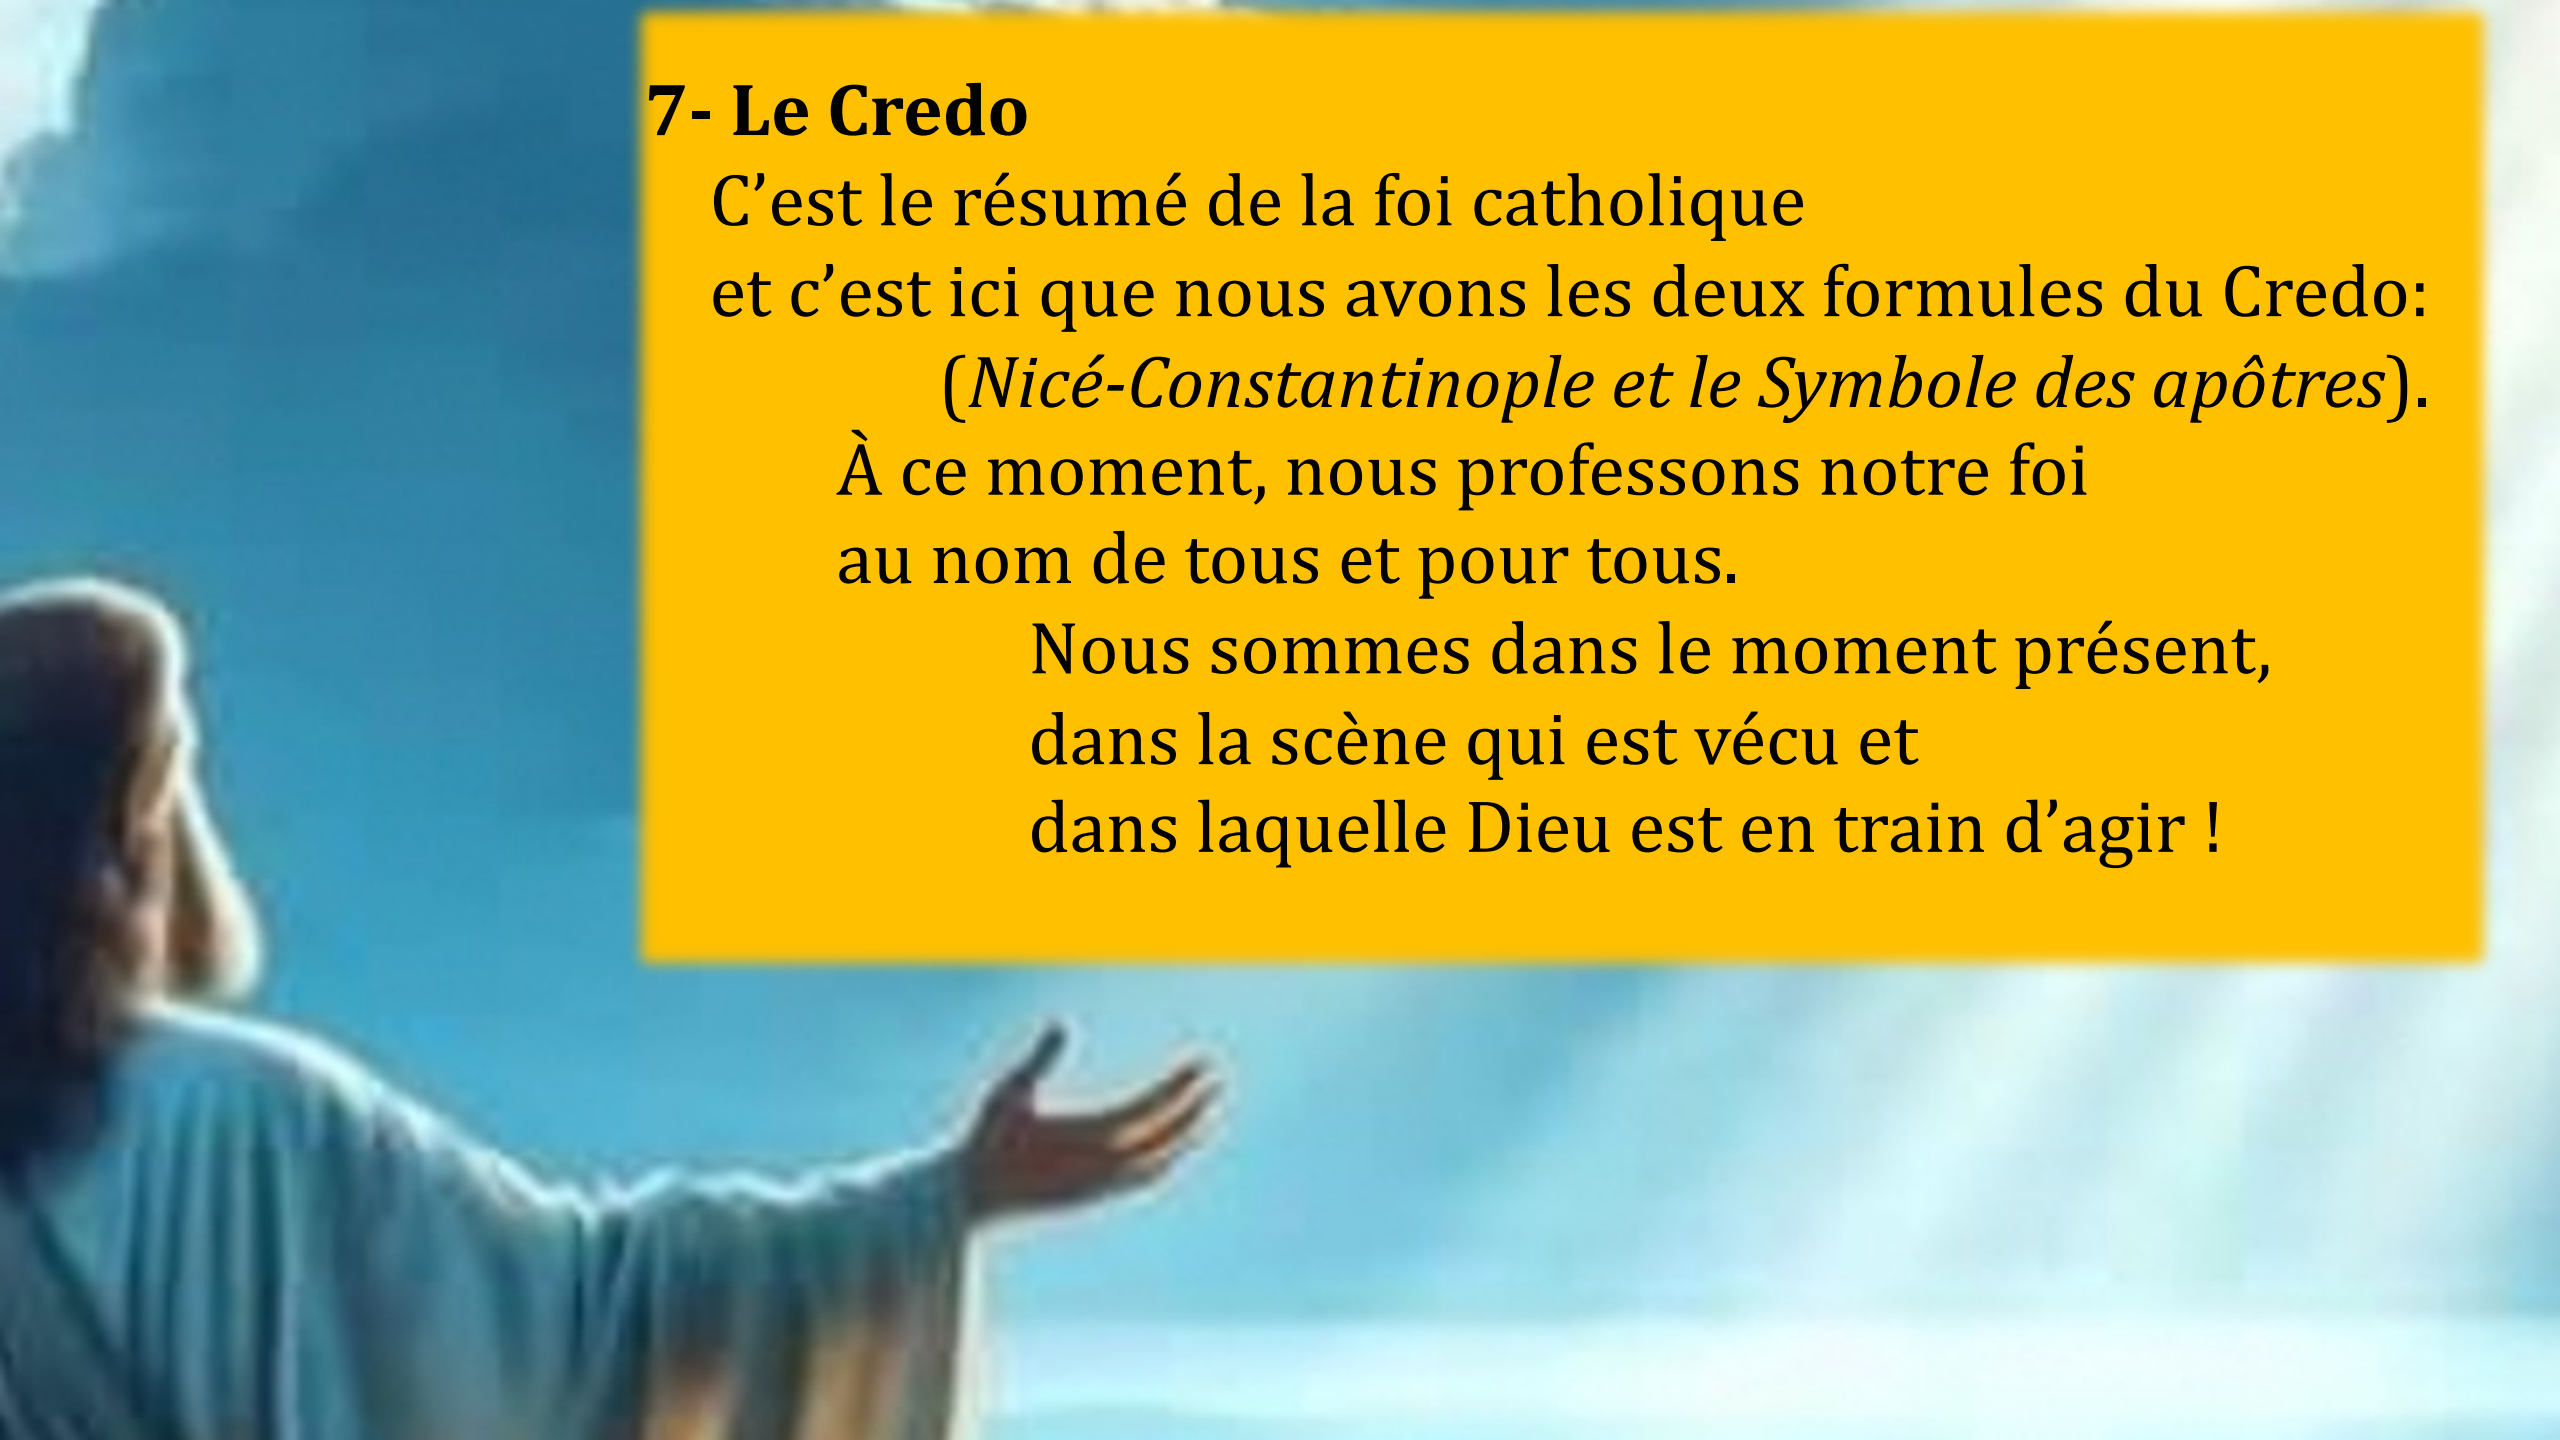 7- Le Credo
C’est le résumé de la foi catholique
et c’est ici que nous avons les deux formules du Credo:
(Nicé-Constantinople et le Symbole des apôtres).
À ce moment, nous professons notre foi
au nom de tous et pour tous.
Nous sommes dans le moment présent,
dans la scène qui est vécu et
dans laquelle Dieu est en train d’agir !